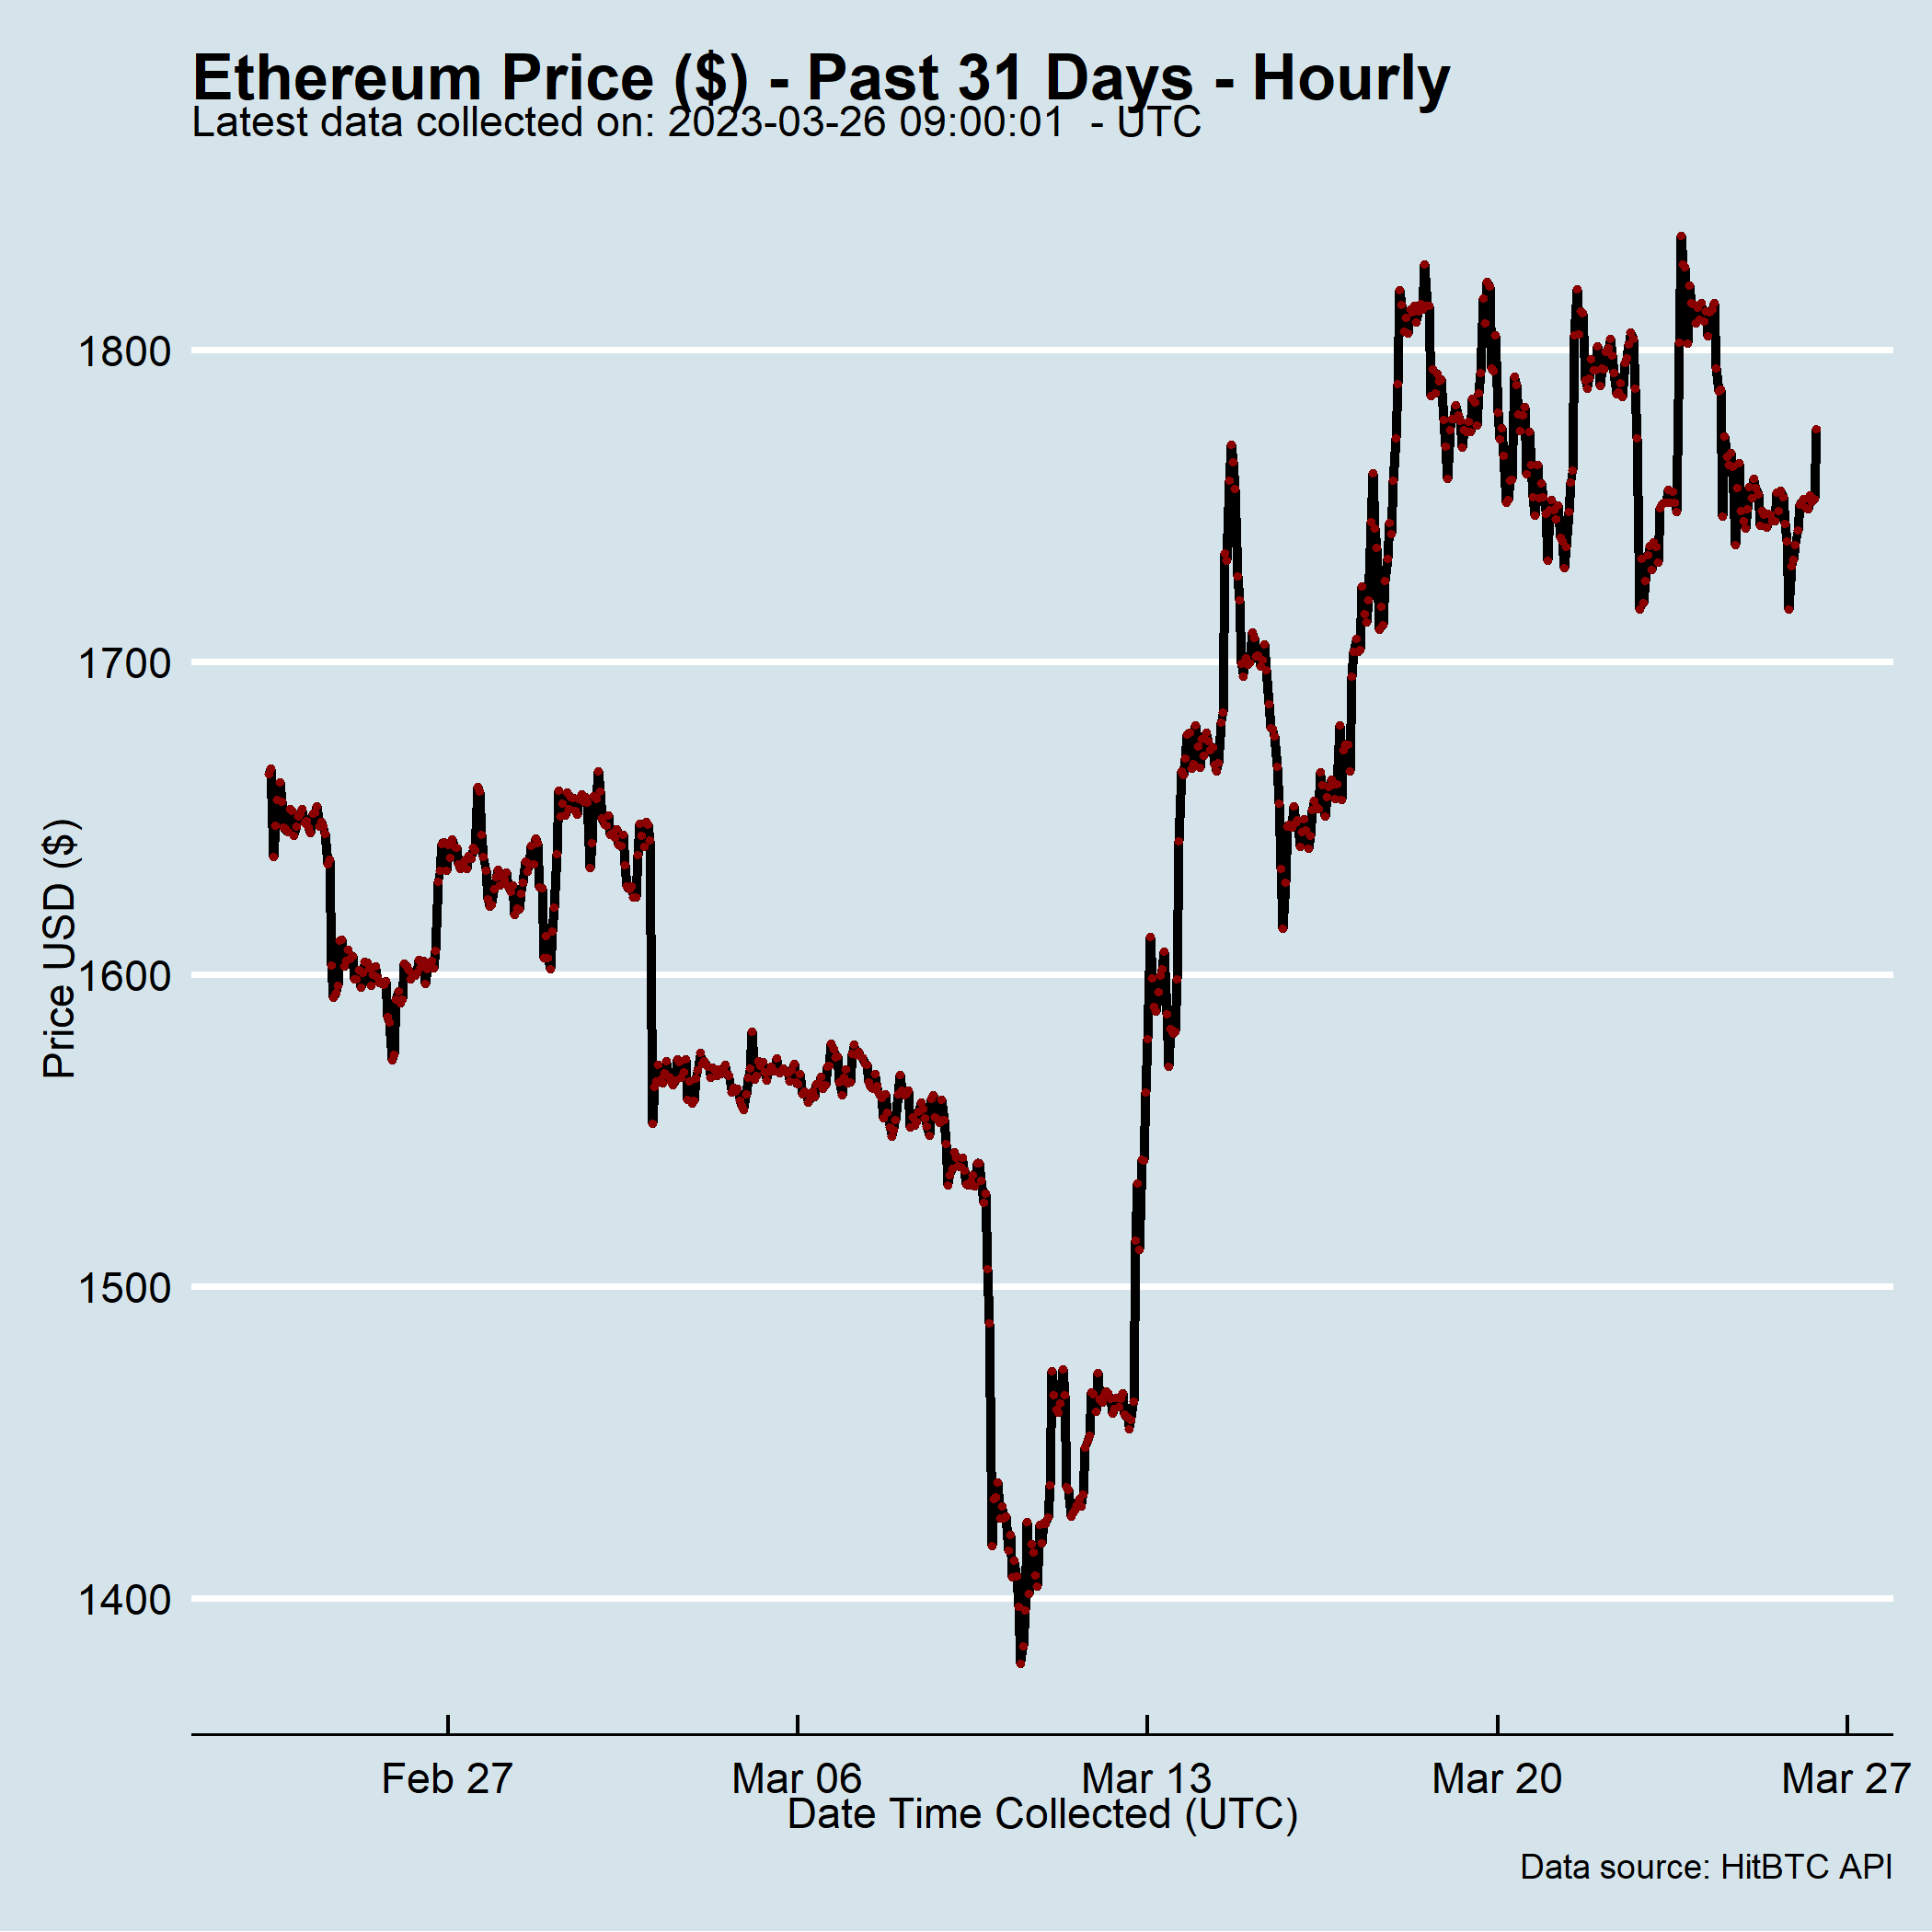 Ethereum Price ($) - Past 31 Days - Hourly
Latest data collected on: 2023-03-26 09:00:01  - UTC
Price USD ($)
1800
1700
1600
1500
1400
Feb 27
Mar 06
Mar 13
Mar 20
Mar 27
Date Time Collected (UTC)
Data source: HitBTC API